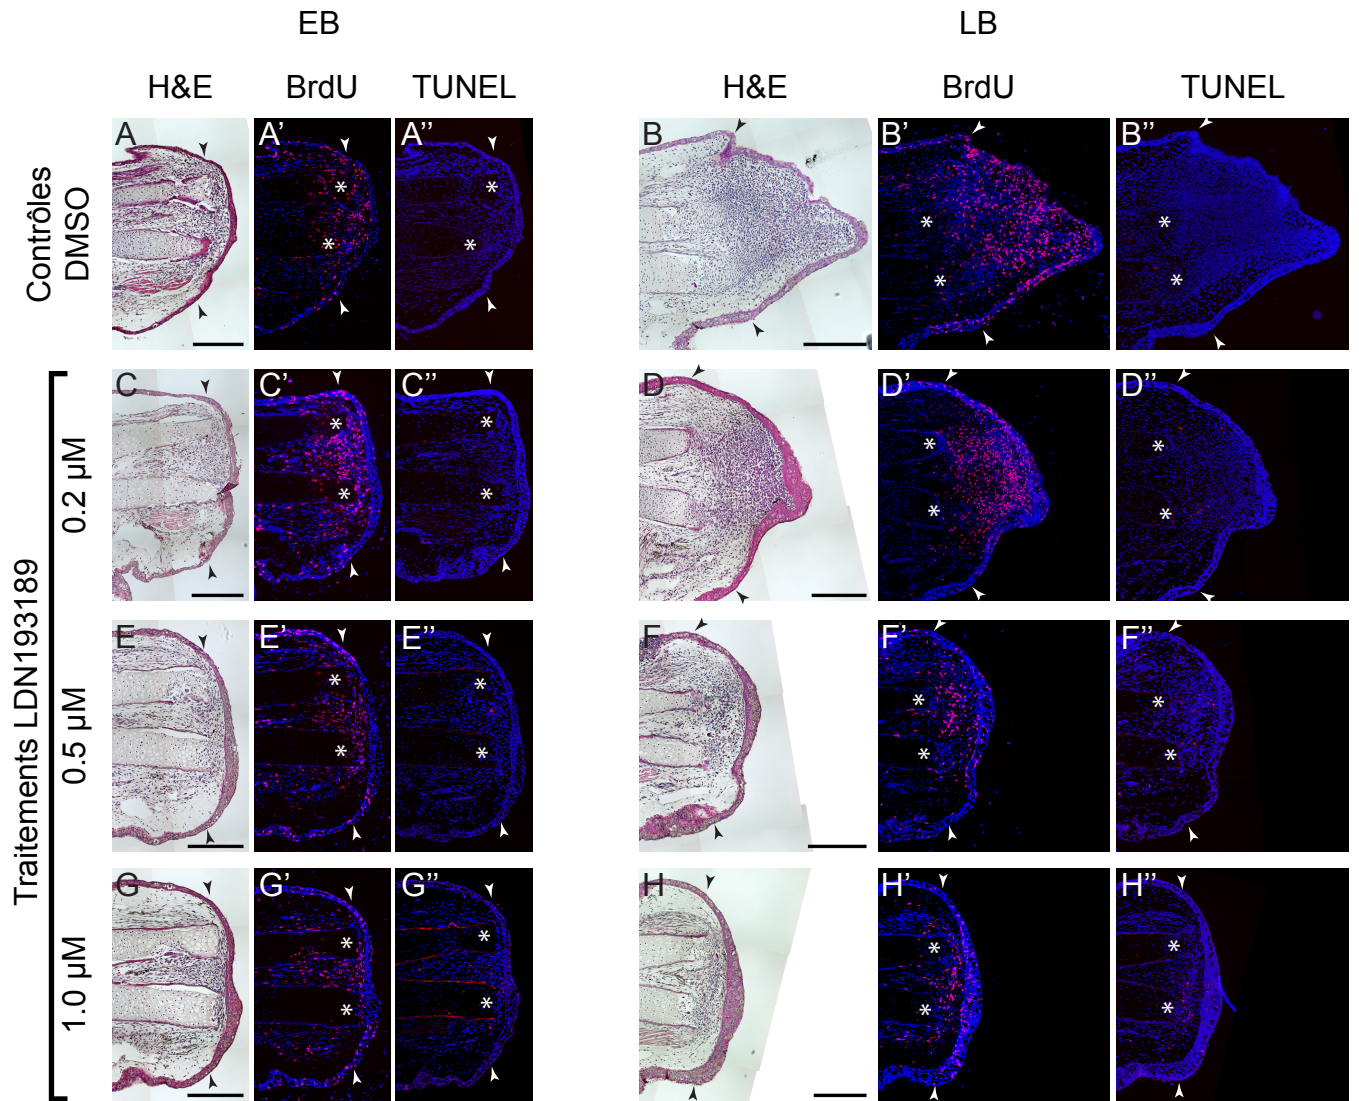 EB LB
H&E BrdU TUNEL H&E BrdU TUNEL
Contrôles
DMSO
A A’ A’’ B B’ B’’
Traitements LDN193189
0.2 µM
C C’ C’’ D D’ D’’
0.5 µM
E E’ E’’ F F’ F’’
1.0 µM
G G’ G’’ H H’ H’’